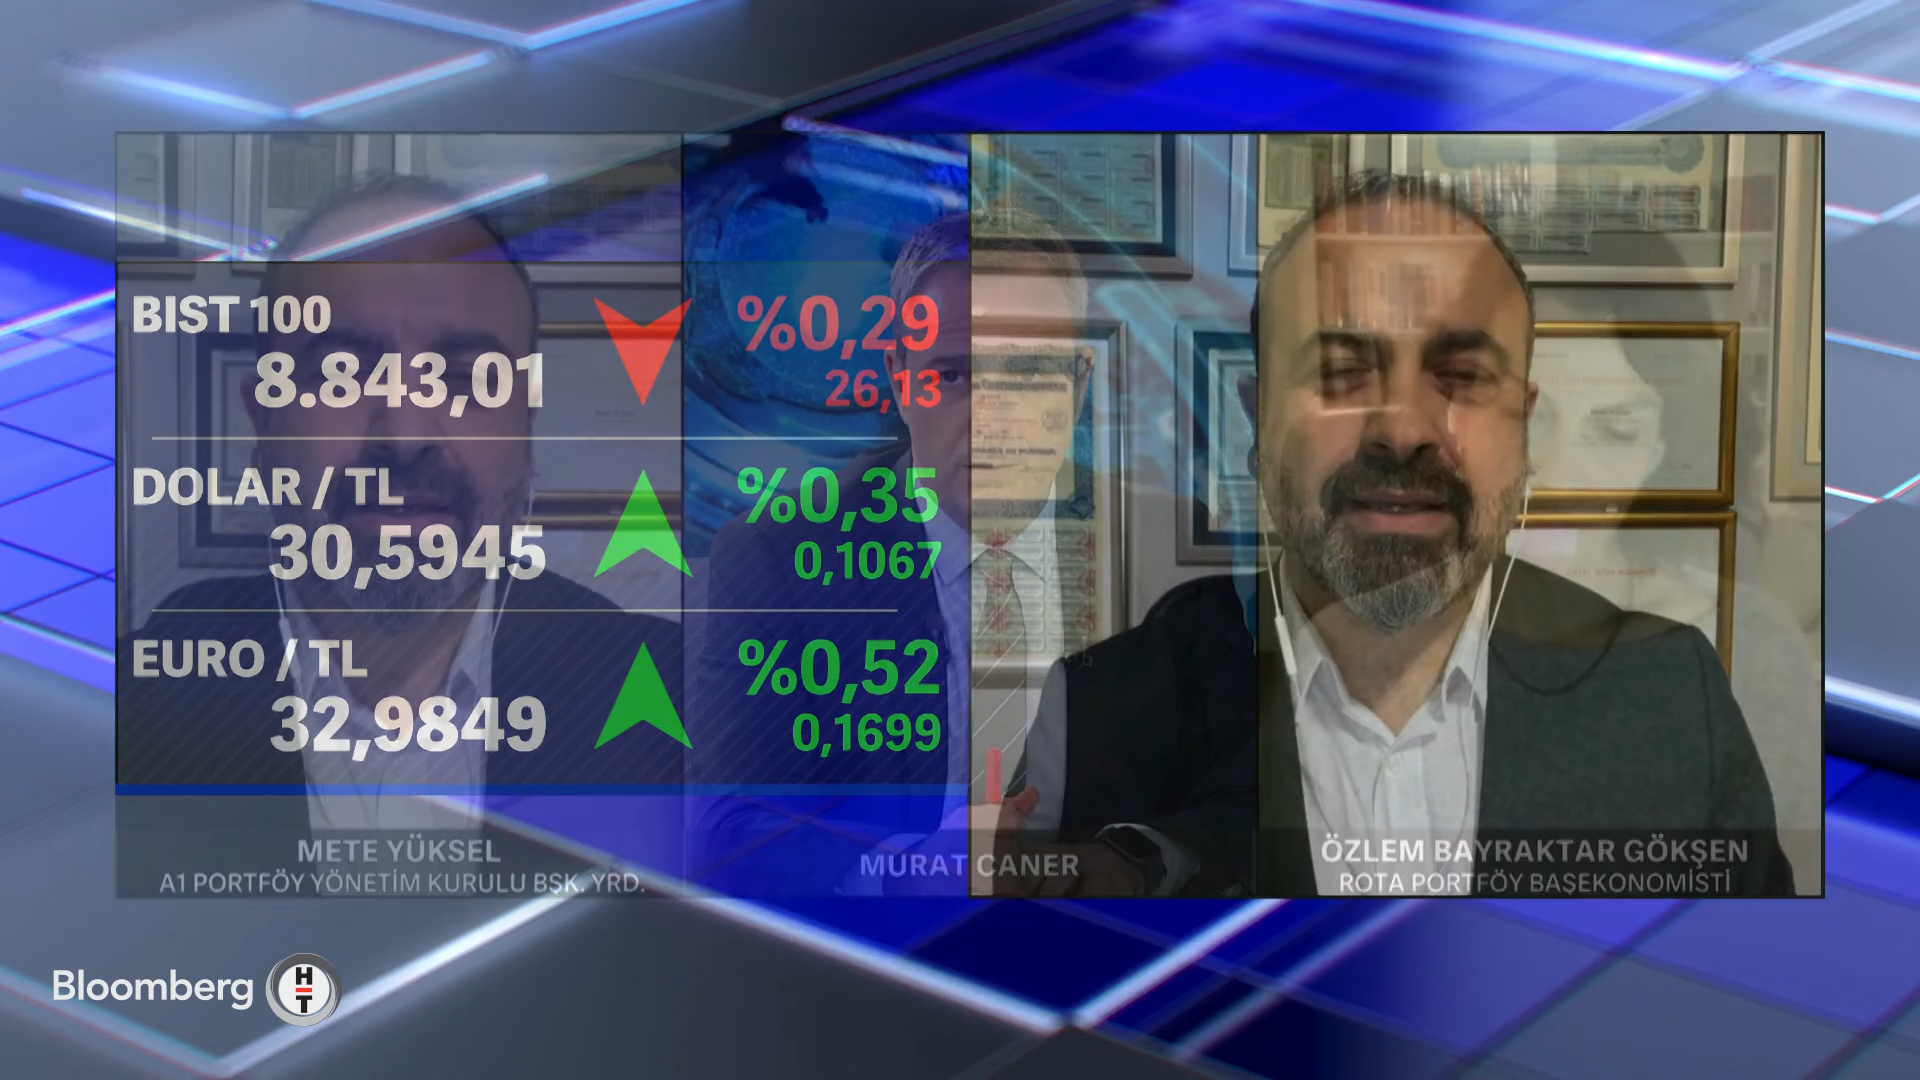 BIST 100
%0,29
8.843,01
26,13
DOLAR / TL
%0,35
30,5945
0,1067
EURO / TL
%0,52
32,9849
0,1699
METE YÜKSEL
A1 PORTFÖY YÖNETİM KURULU BŞK. YRD.
MURAT CANER
ÖZLEM BAYRAKTAR GÖKŞEN
ROTA PORTFÖY BAŞEKONOMİSTİ
Bloomberg HT